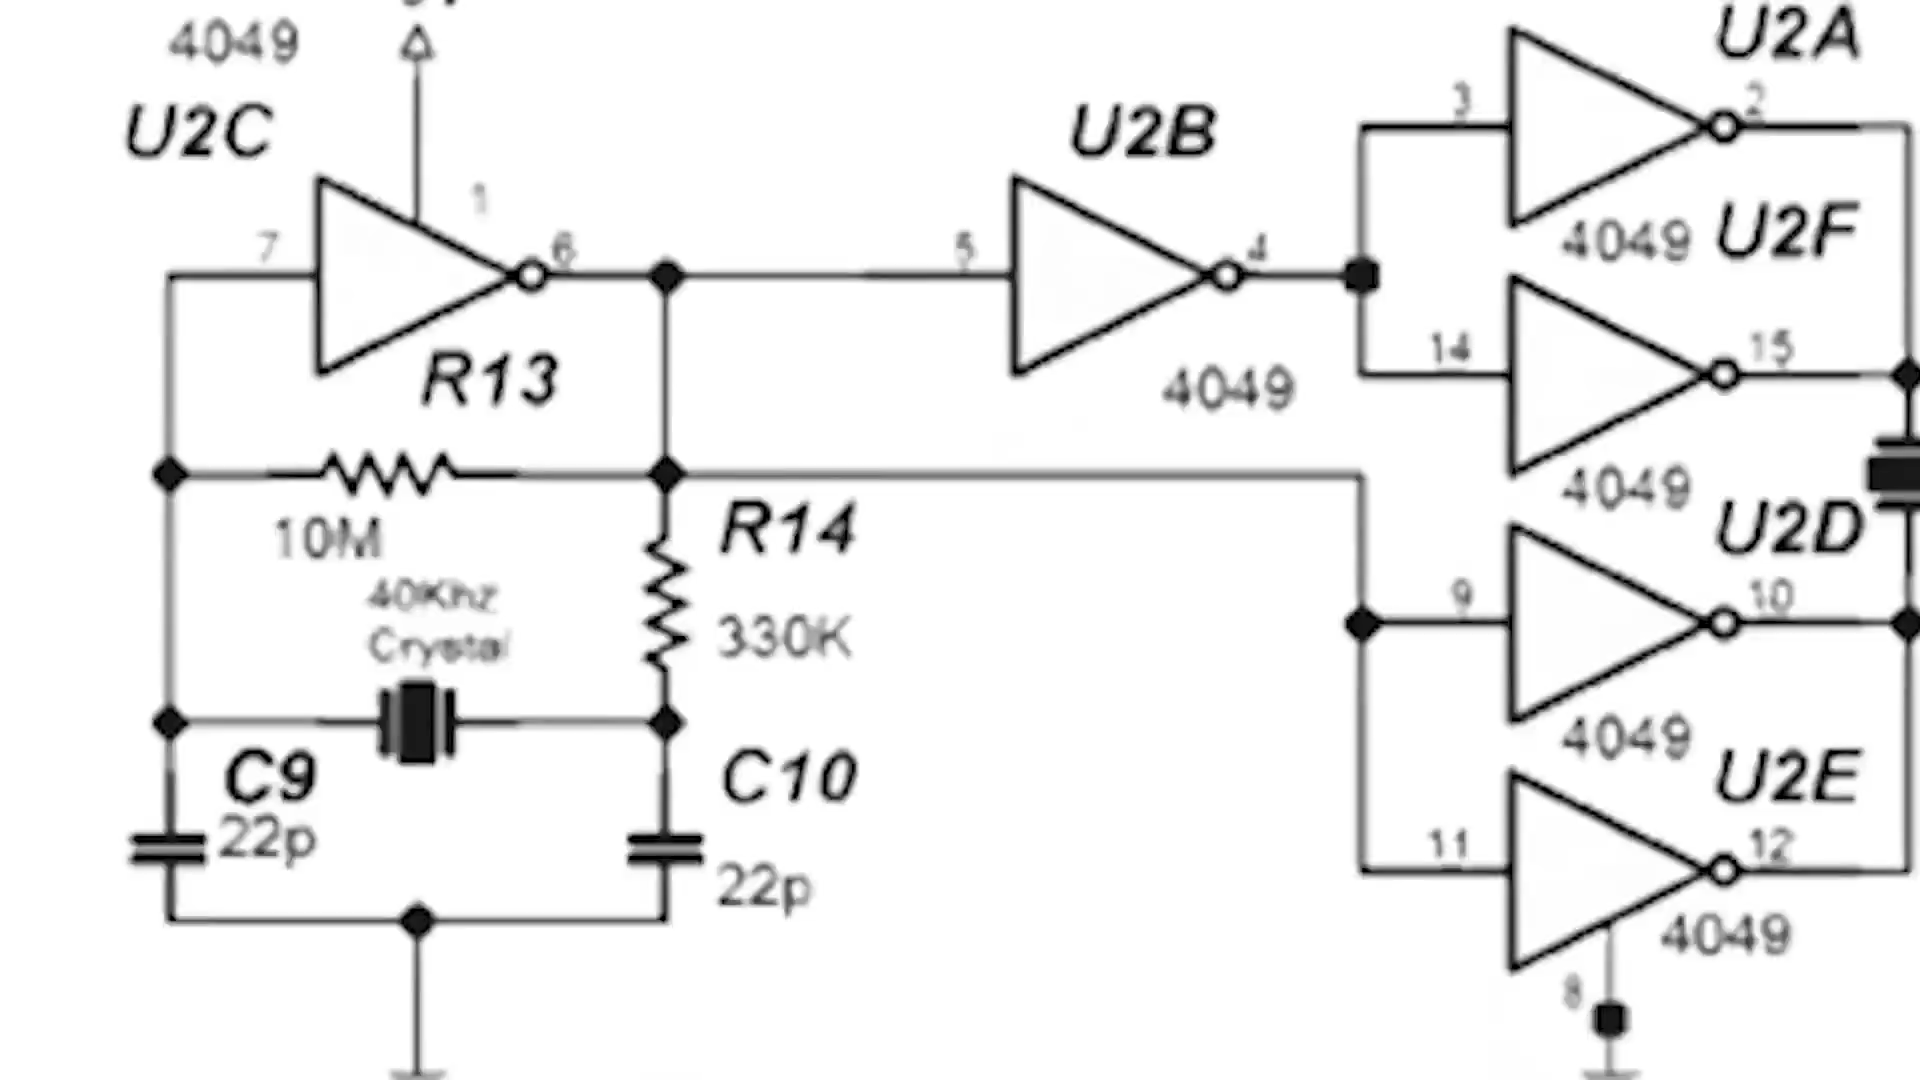 4049
U2C
1
7
6
R13
10M
40Khz
Crystal
R14
330K
C9
22p
C10
22p
U2B
5
4
4049
U2A
3
2
4049
U2F
14
15
4049
U2D
9
10
4049
U2E
11
12
4049
8